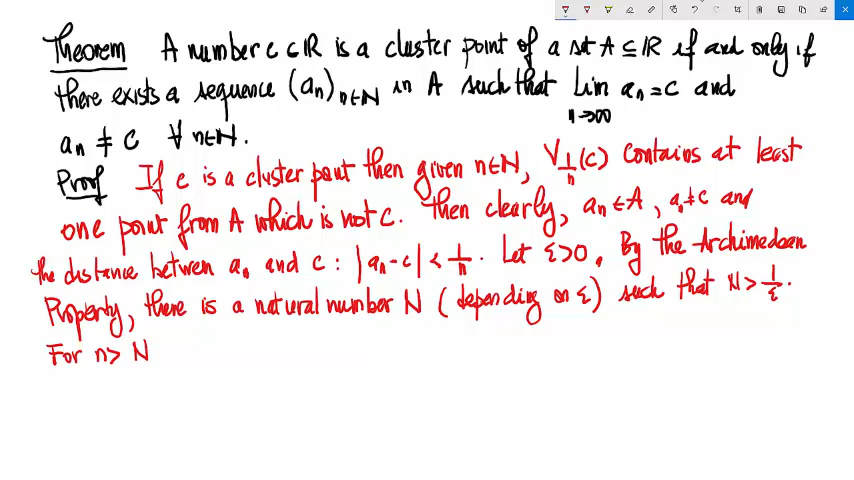 Theorem A number c ∈ ℝ is a cluster point of a set A ⊆ ℝ if and only if
there exists a sequence (aₙ)ₙ∈ℕ in A such that lim n→∞ aₙ = c and
aₙ ≠ c ∀ n∈ℕ.
Proof If c is a cluster point then given n∈ℕ, V_{1/n}(c) contains at least
one point from A which is not c. Then clearly, aₙ ∈ A, aₙ ≠ c and
the distance between aₙ and c : |aₙ - c| < 1/n. Let ε>0. By the Archimedean
Property, there is a natural number N (depending on ε) such that N > 1/ε.
For n> N